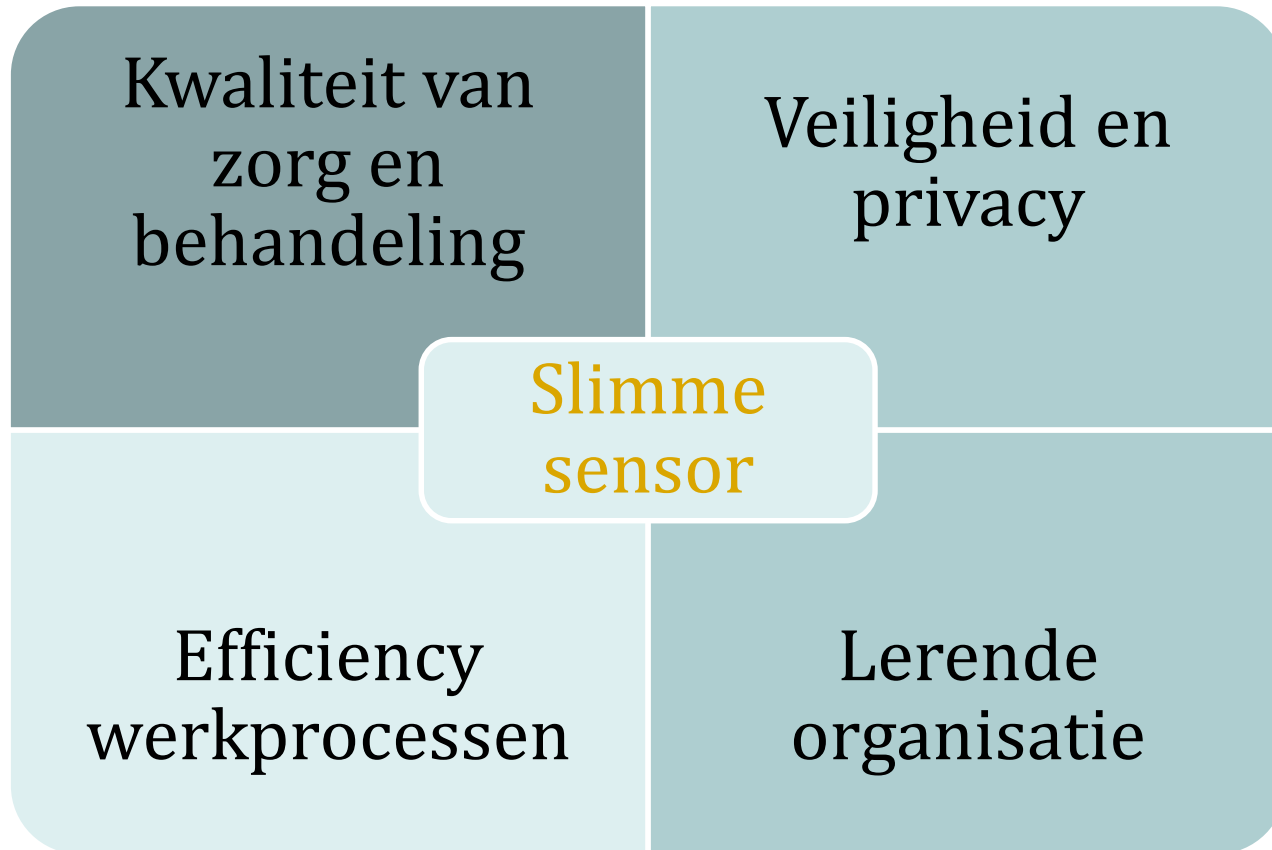 Kwaliteit van
zorg en
behandeling
Veiligheid en
privacy
Slimme
sensor
Efficiency
werkprocessen
Lerende
organisatie